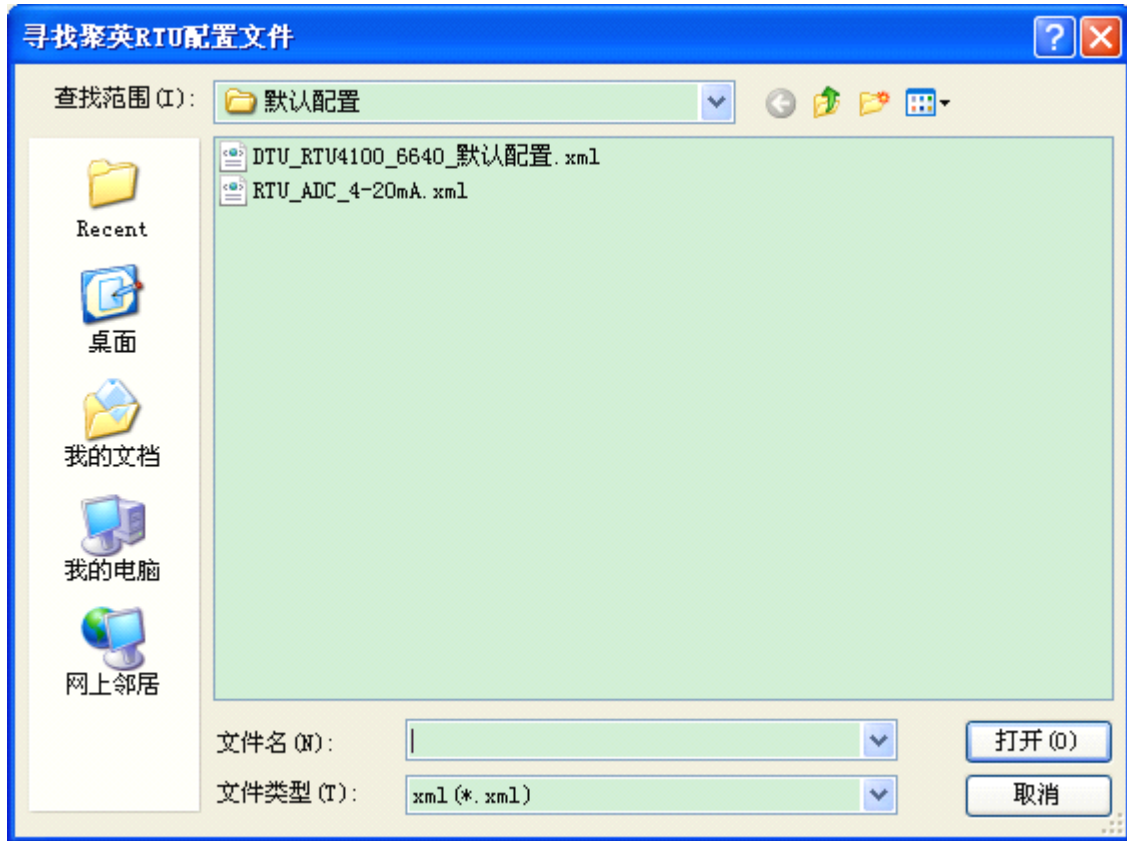 寻找聚英RTU配置文件
查找范围(I):
默认配置
DTU_RTU4100_6640_默认配置.xml
RTU_ADC_4-20mA.xml
Recent
桌面
我的文档
我的电脑
网上邻居
文件名(N):
打开(O)
文件类型(T):
xml(*.xml)
取消